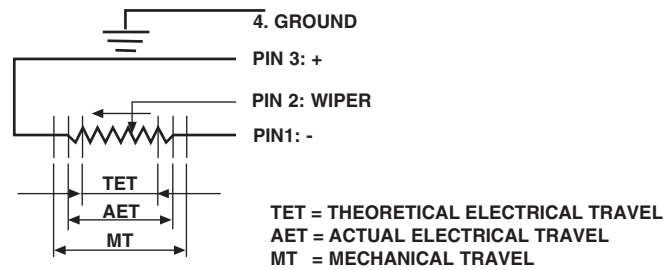 4. GROUND
PIN 3: +
PIN 2: WIPER
PIN1: -
TET
AET
MT
TET = THEORETICAL ELECTRICAL TRAVEL
AET = ACTUAL ELECTRICAL TRAVEL
MT = MECHANICAL TRAVEL